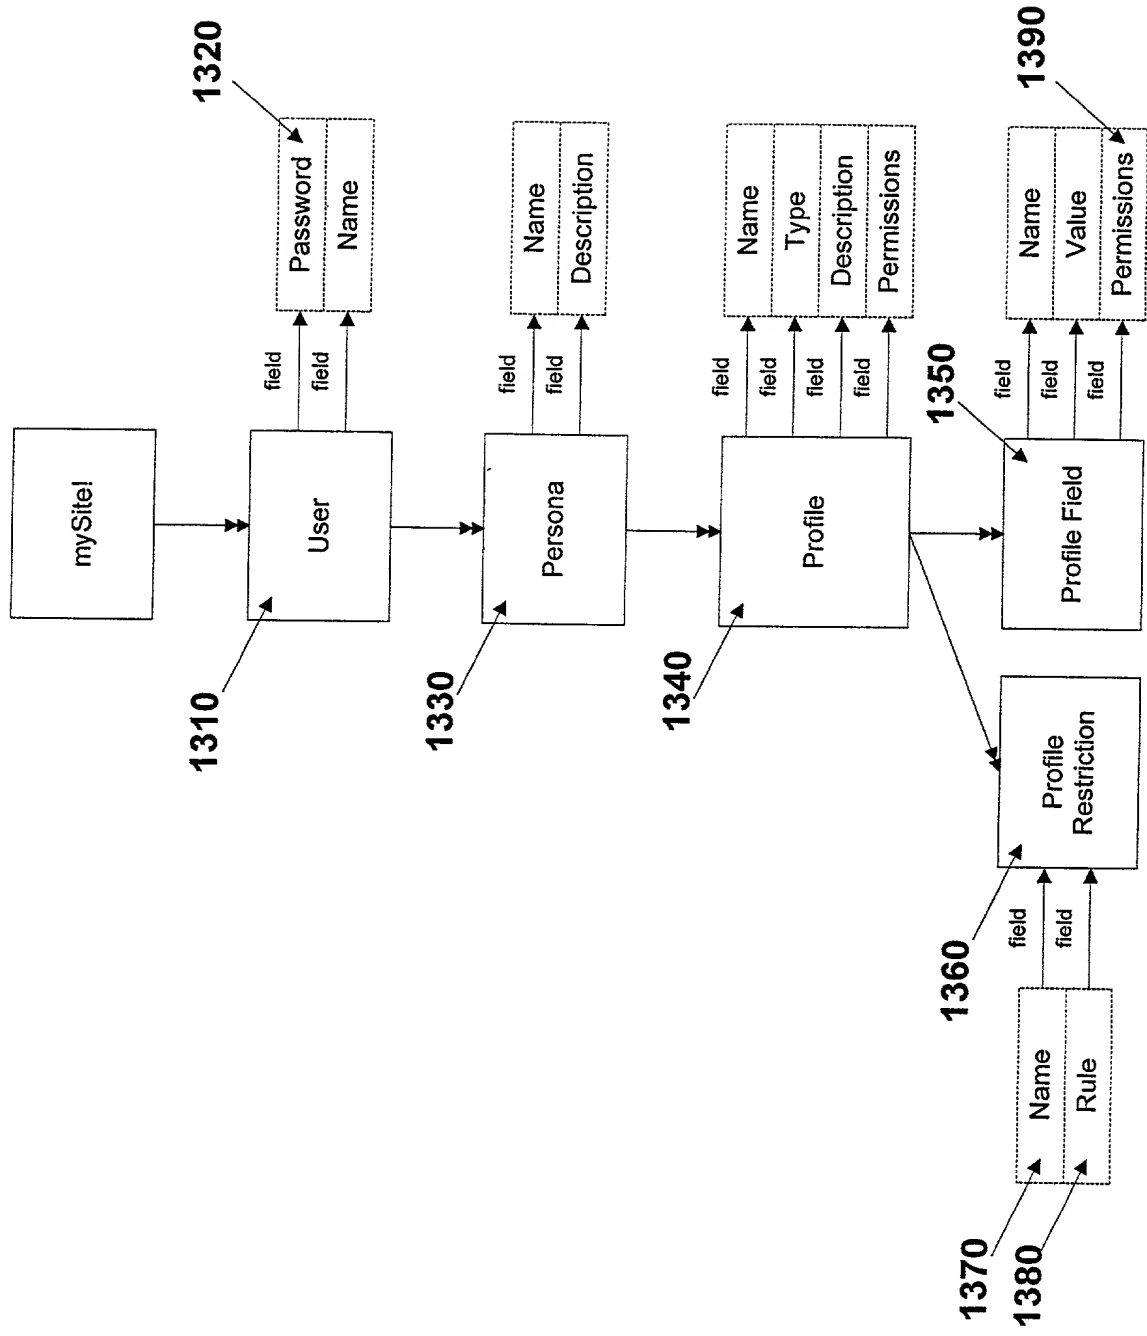 mySite!
1310
User
field
field
Password
Name
1320
1330
Persona
field
field
Name
Description
1340
Profile
field
field
field
field
Name
Type
Description
Permissions
1350
Profile Field
field
field
field
Name
Value
Permissions
1390
1360
Profile
Restriction
field
field
Name
Rule
1370
1380